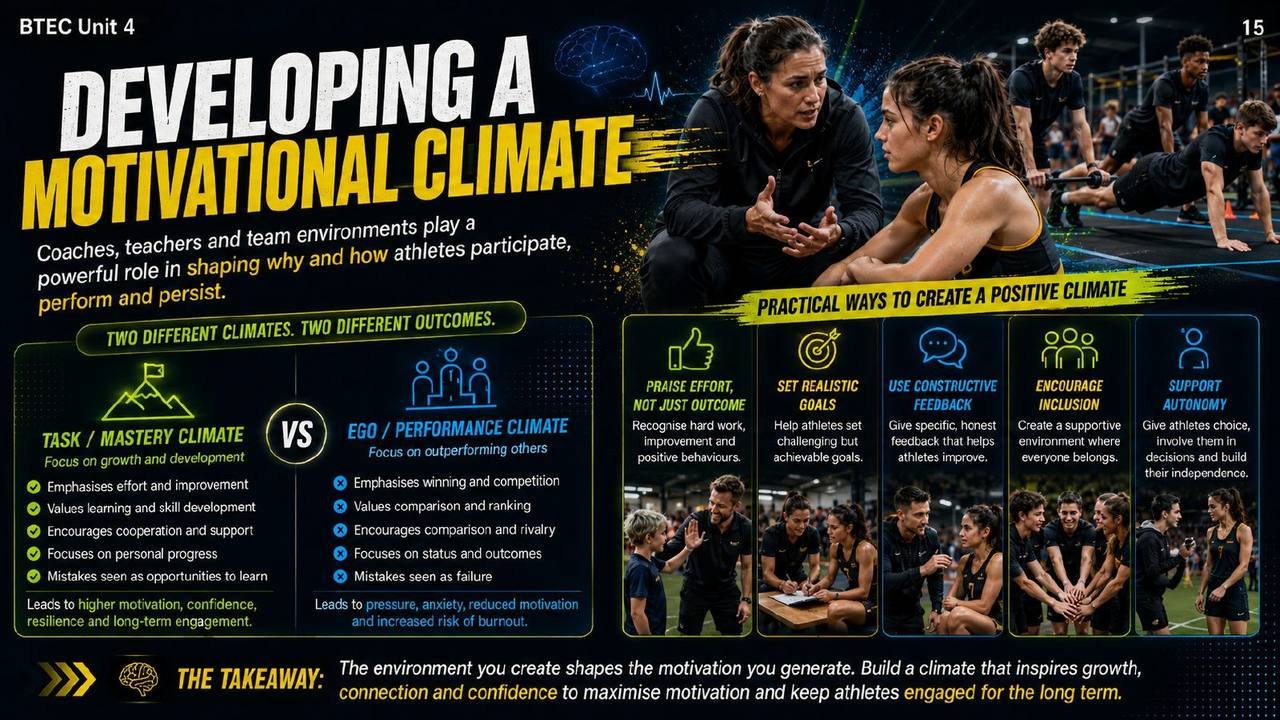 BTEC Unit 4
15
DEVELOPING A
MOTIVATIONAL CLIMATE
Coaches, teachers and team environments play a
powerful role in shaping why and how athletes participate,
perform and persist.
TWO DIFFERENT CLIMATES. TWO DIFFERENT OUTCOMES.
TASK / MASTERY CLIMATE
Focus on growth and development
Emphasises effort and improvement
Values learning and skill development
Encourages cooperation and support
Focuses on personal progress
Mistakes seen as opportunities to learn
Leads to higher motivation, confidence,
resilience and long-term engagement.
VS
EGO / PERFORMANCE CLIMATE
Focus on outperforming others
Emphasises winning and competition
Values comparison and ranking
Encourages comparison and rivalry
Focuses on status and outcomes
Mistakes seen as failure
Leads to pressure, anxiety, reduced motivation
and increased risk of burnout.
PRACTICAL WAYS TO CREATE A POSITIVE CLIMATE
PRAISE EFFORT,
NOT JUST OUTCOME
Recognise hard work,
improvement and
positive behaviours.
SET REALISTIC
GOALS
Help athletes set
challenging but
achievable goals.
USE CONSTRUCTIVE
FEEDBACK
Give specific, honest
feedback that helps
athletes improve.
ENCOURAGE
INCLUSION
Create a supportive
environment where
everyone belongs.
SUPPORT
AUTONOMY
Give athletes choice,
involve them in
decisions and build
their independence.
THE TAKEAWAY:
The environment you create shapes the motivation you generate. Build a climate that inspires growth,
connection and confidence to maximise motivation and keep athletes engaged for the long term.